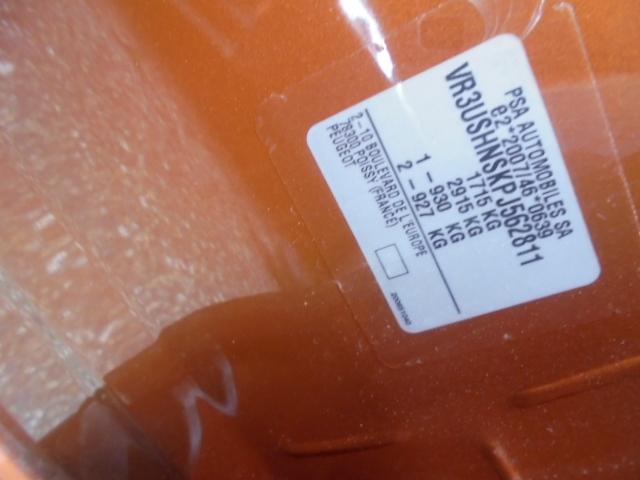 PSA AUTOMOBILES SA
e2*2007/46*6639
VR3USHNSKPJ562811
1715 KG
2915 KG
1 - 930 KG
2 - 927 KG
2-10 BOULEVARD DE L'EUROPE
78300 POISSY (FRANCE)
PEUGEOT